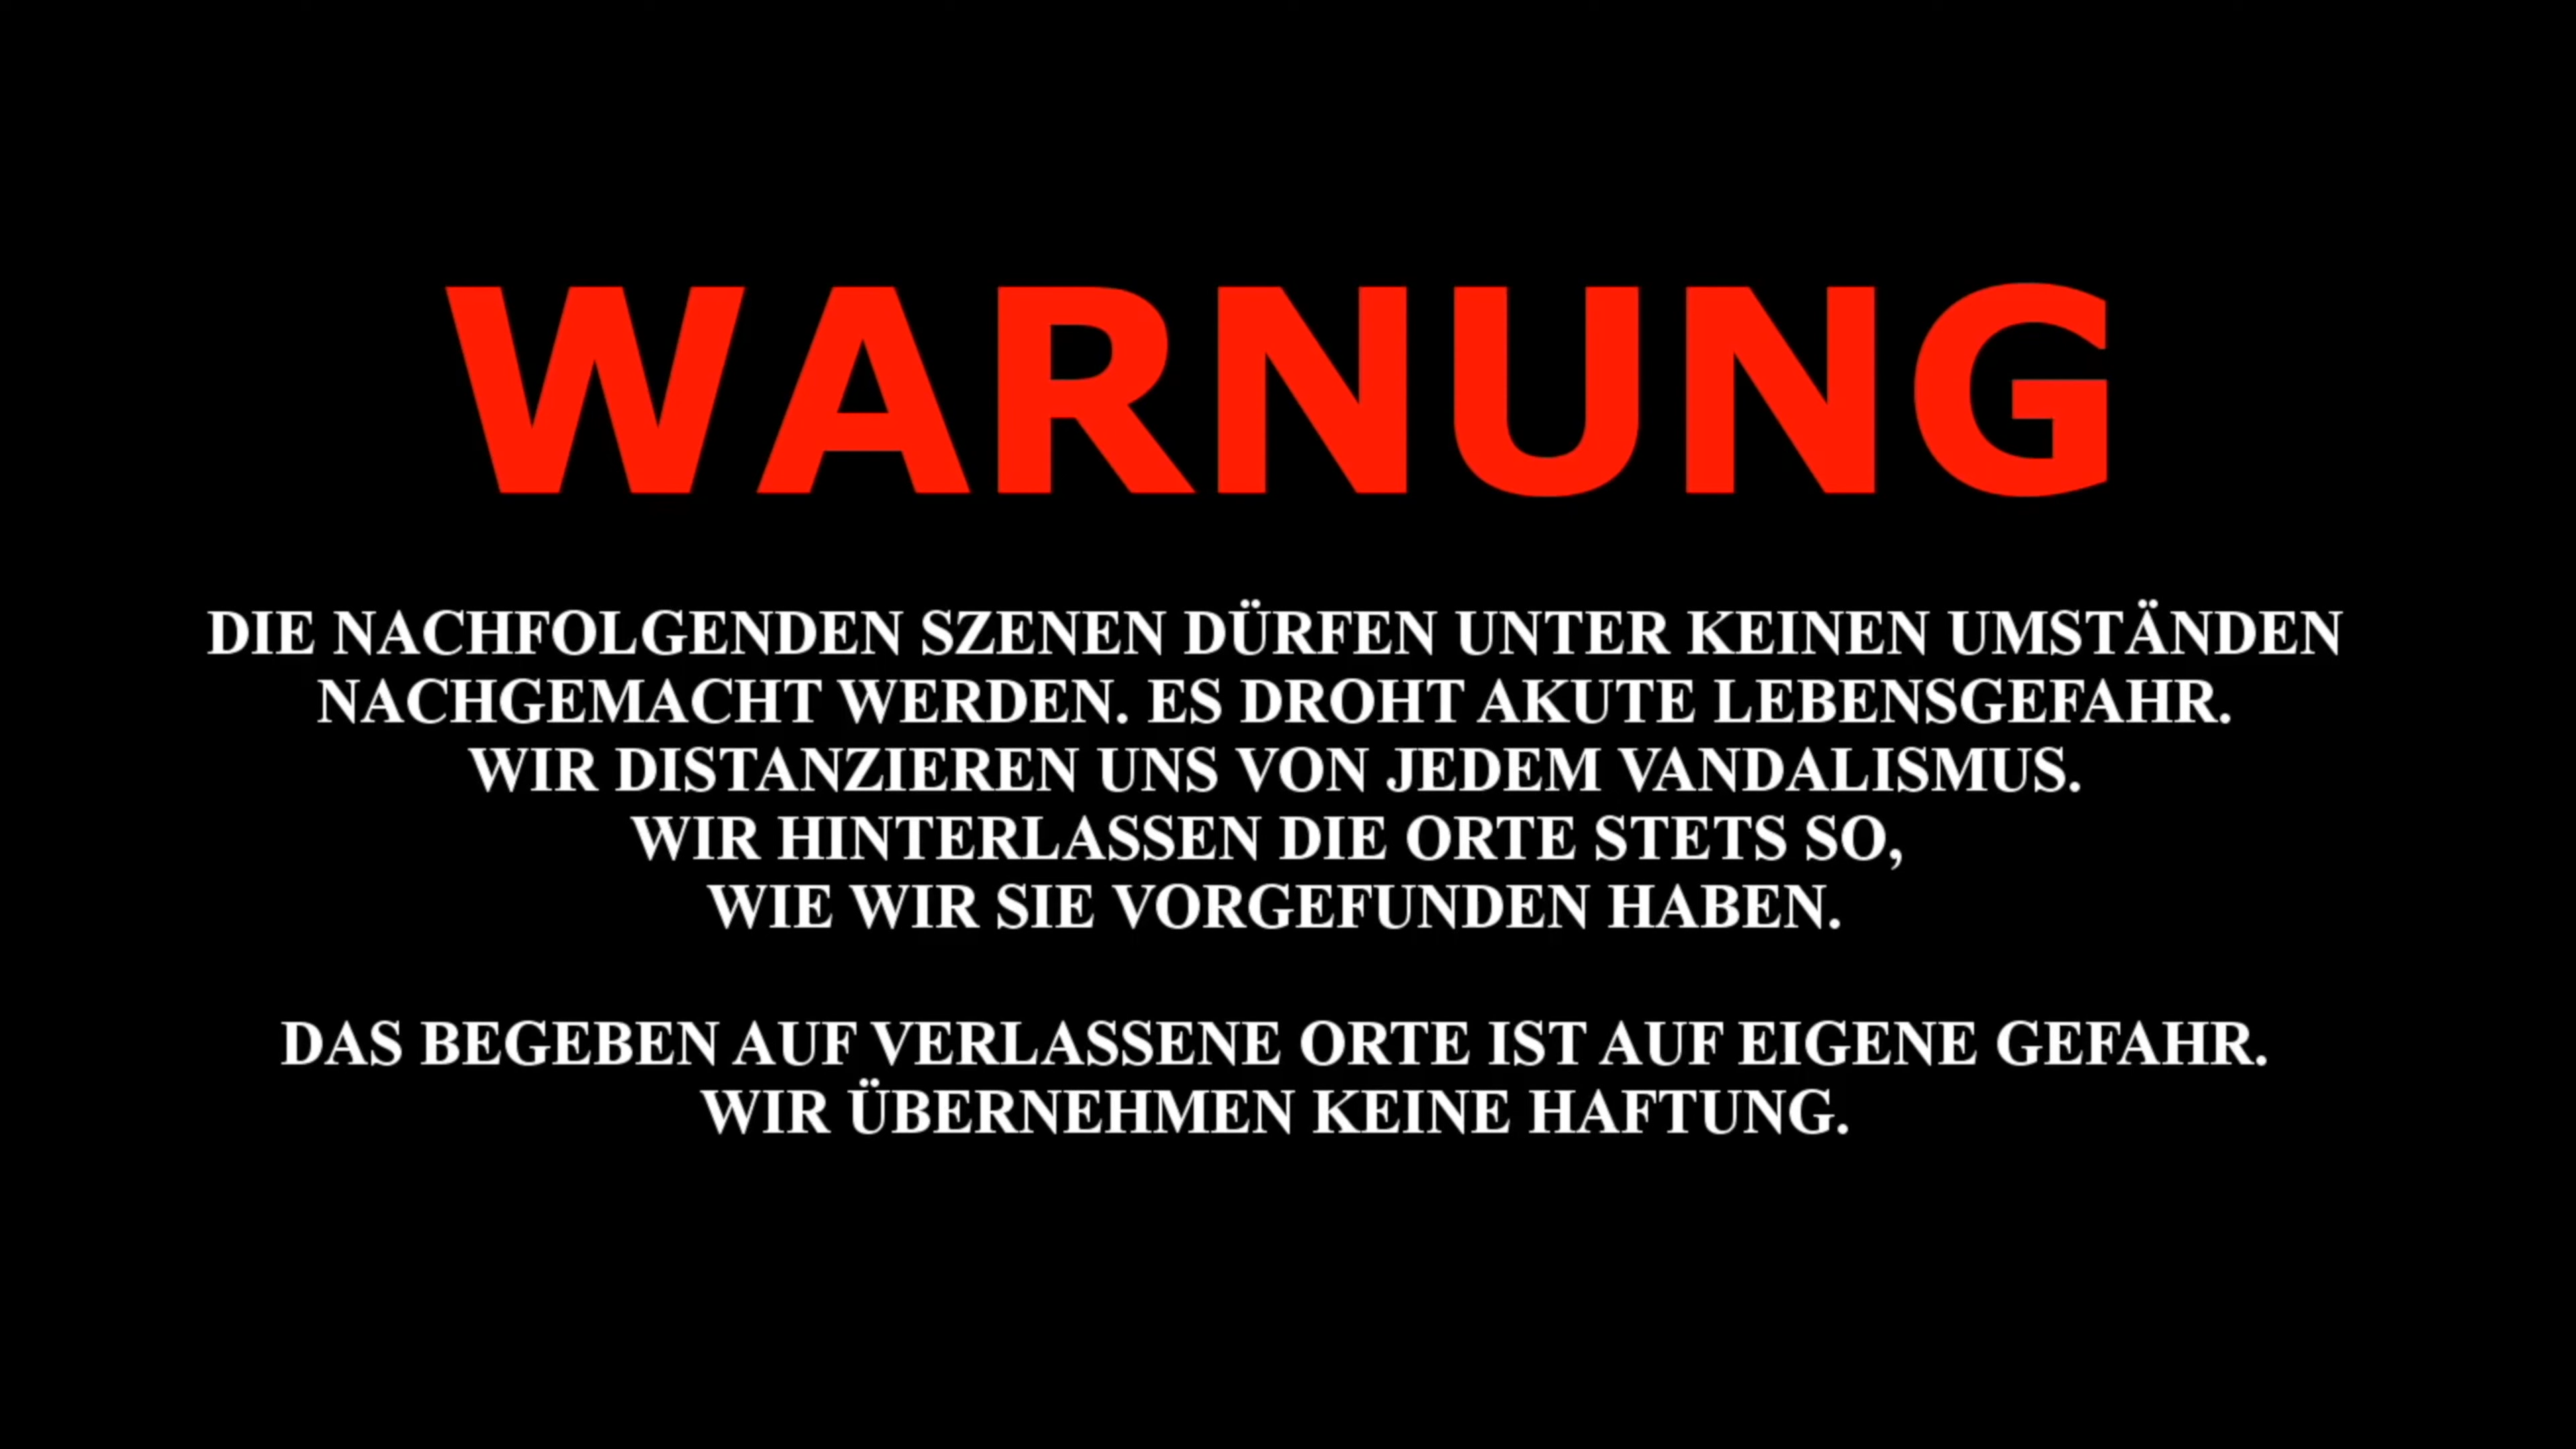 WARNUNG
DIE NACHFOLGENDEN SZENEN DÜRFEN UNTER KEINEN UMSTÄNDEN
NACHGEMACHT WERDEN. ES DROHT AKUTE LEBENSGEFAHR.
WIR DISTANZIEREN UNS VON JEDEM VANDALISMUS.
WIR HINTERLASSEN DIE ORTE STETS SO,
WIE WIR SIE VORGEFUNDEN HABEN.
DAS BEGEBEN AUF VERLASSENE ORTE IST AUF EIGENE GEFAHR.
WIR ÜBERNEHMEN KEINE HAFTUNG.